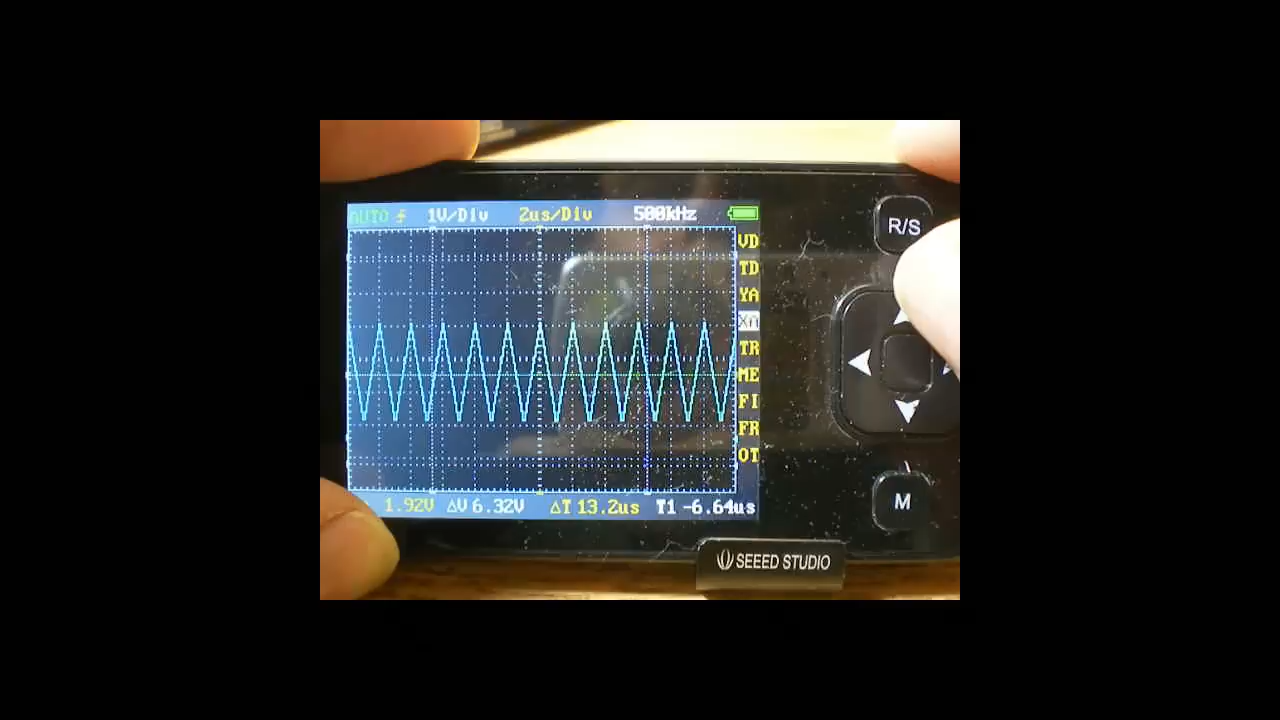 AUTO 1V/Div 2us/Div 500kHz
VD
TD
YA
XA
TR
ME
FI
FR
OT
1.92V ΔV 6.32V ΔT 13.2us T1 -6.64us
R/S
M
SEEED STUDIO